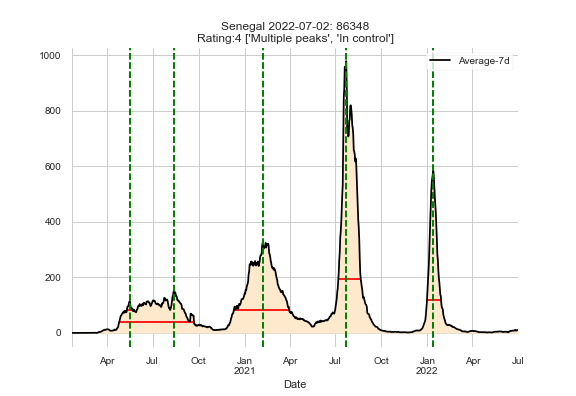 Senegal 2022-07-02: 86348
Rating:4 ['Multiple peaks', 'In control']
Average-7d
1000
800
600
400
200
0
Apr Jul Oct Jan Apr Jul Oct Jan Apr Jul
2021 2022
Date